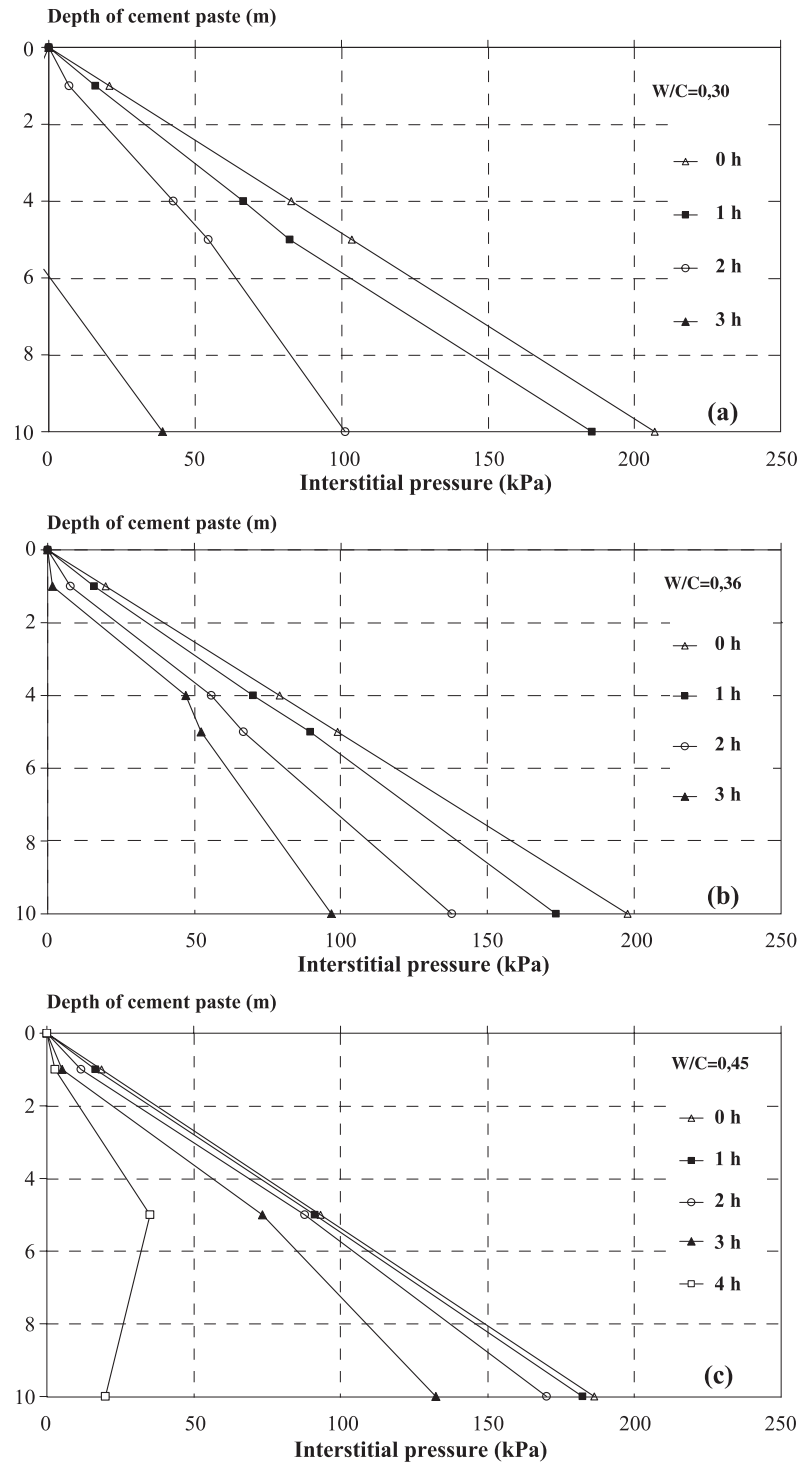 Depth of cement paste (m)
0
2
4
6
8
10
W/C=0,30
0 h
1 h
2 h
3 h
(a)
0 50 100 150 200 250
Interstitial pressure (kPa)
Depth of cement paste (m)
0
2
4
6
8
10
W/C=0,36
0 h
1 h
2 h
3 h
(b)
0 50 100 150 200 250
Interstitial pressure (kPa)
Depth of cement paste (m)
0
2
4
6
8
10
W/C=0,45
0 h
1 h
2 h
3 h
4 h
(c)
0 50 100 150 200 250
Interstitial pressure (kPa)